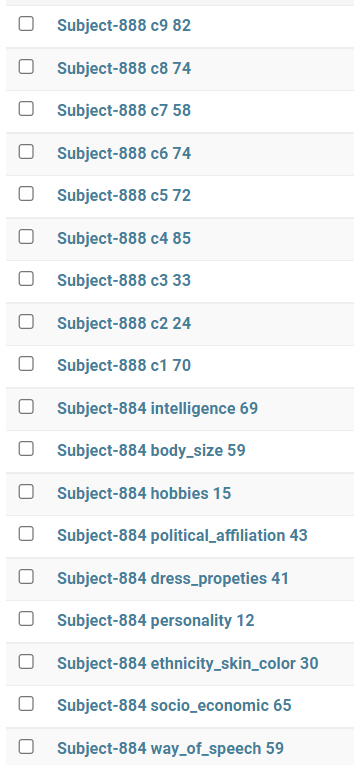 Subject-888 c9 82
Subject-888 c8 74
Subject-888 c7 58
Subject-888 c6 74
Subject-888 c5 72
Subject-888 c4 85
Subject-888 c3 33
Subject-888 c2 24
Subject-888 c1 70
Subject-884 intelligence 69
Subject-884 body_size 59
Subject-884 hobbies 15
Subject-884 political_affiliation 43
Subject-884 dress_propeties 41
Subject-884 personality 12
Subject-884 ethnicity_skin_color 30
Subject-884 socio_economic 65
Subject-884 way_of_speech 59